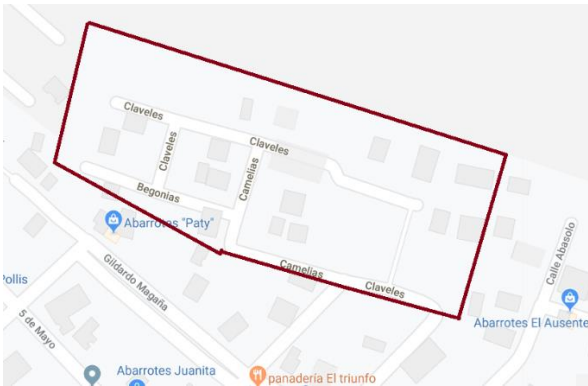 Claveles
Claveles
Claveles
Camelias
Begonias
Abarrotes "Paty"
Gildardo Magaña
Camelias
Claveles
Calle Abasolo
Pollis
5 de Mayo
Abarrotes El Ausente
Abarrotes Juanita
panadería El triunfo